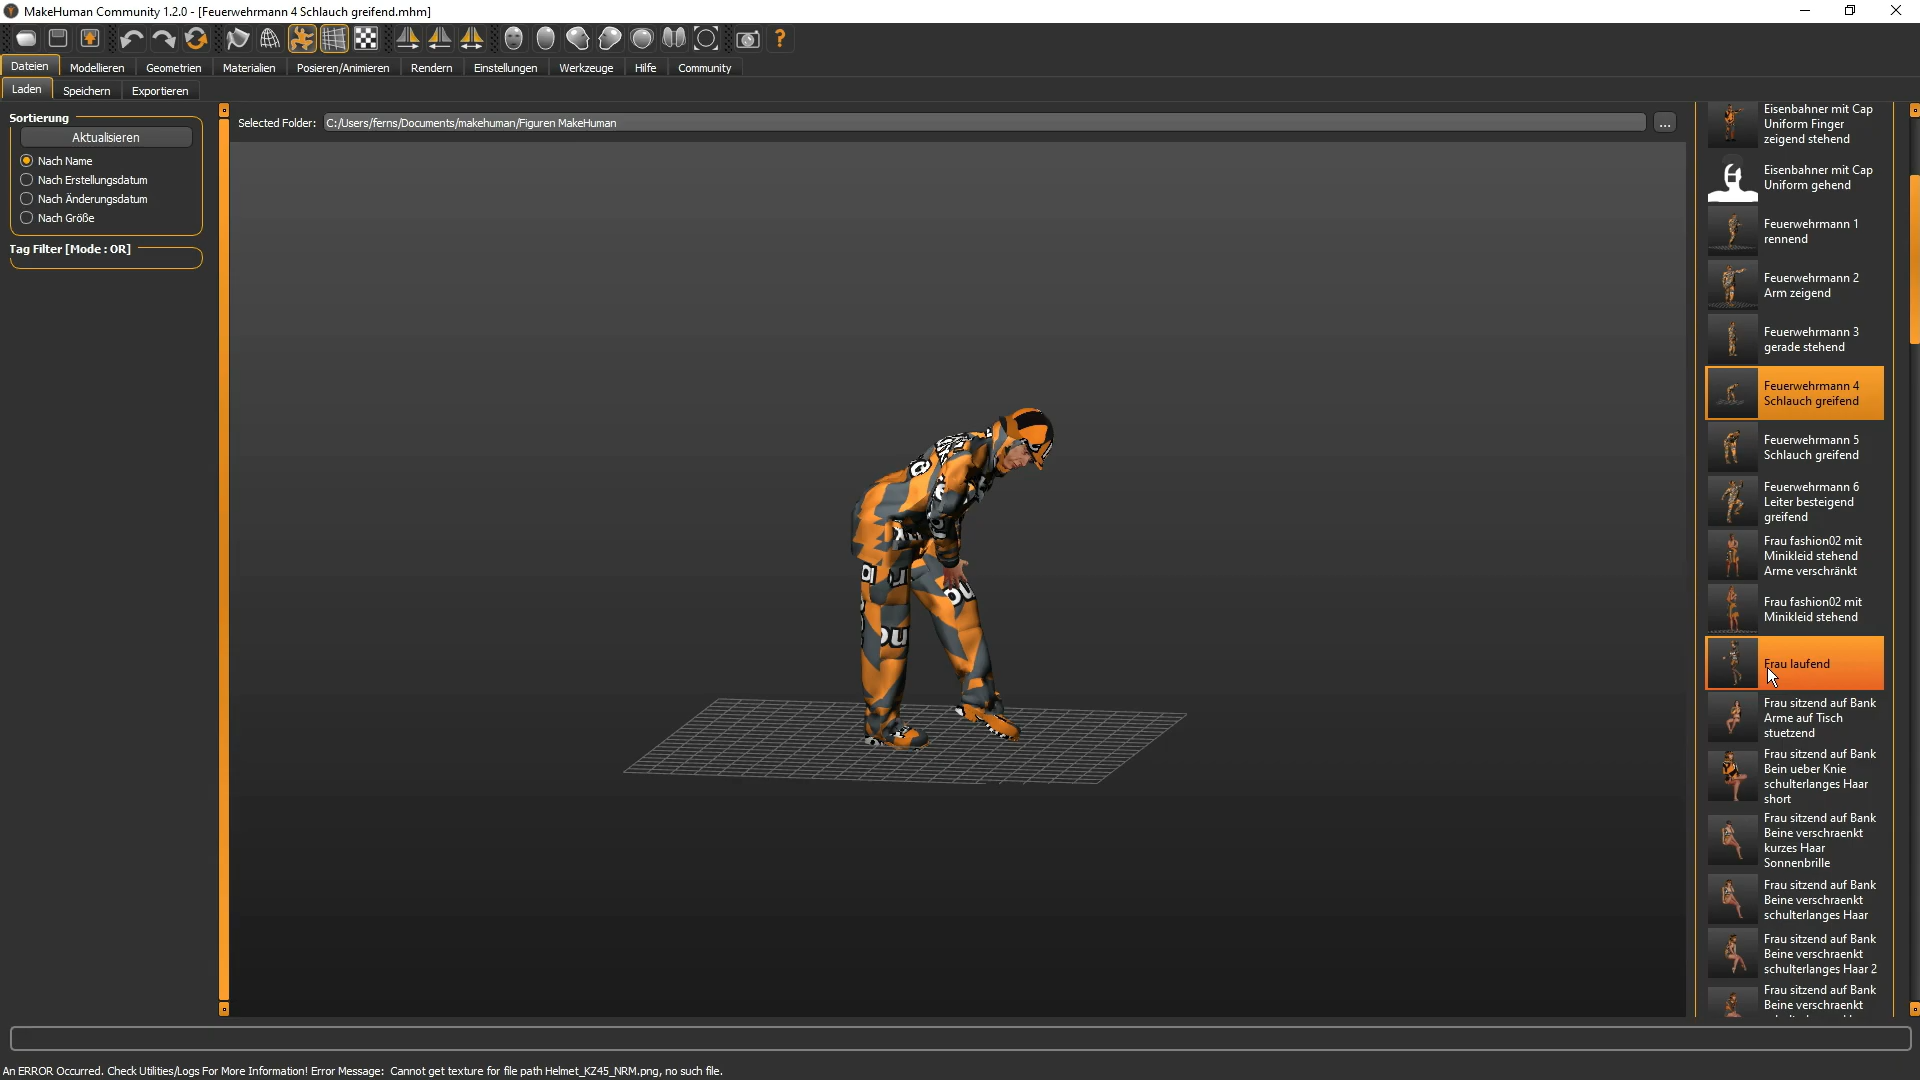 MakeHuman Community 1.2.0 - [Feuerwehrmann 4 Schlauch greifend.mhm]
Dateien
Modellieren
Geometrien
Materialien
Posieren/Animieren
Rendern
Einstellungen
Werkzeuge
Hilfe
Community
Laden
Speichern
Exportieren
Sortierung
Aktualisieren
Nach Name
Nach Erstellungsdatum
Nach Änderungsdatum
Nach Größe
Tag Filter [Mode : OR]
Selected Folder: C:/Users/ferns/Documents/makehuman/Figuren MakeHuman
...
Eisenbahner mit Cap
Uniform Finger
zeigend stehend
Eisenbahner mit Cap
Uniform gehend
Feuerwehrmann 1
rennend
Feuerwehrmann 2
Arm zeigend
Feuerwehrmann 3
gerade stehend
Feuerwehrmann 4
Schlauch greifend
Feuerwehrmann 5
Schlauch greifend
Feuerwehrmann 6
Leiter besteigend
greifend
Frau fashion02 mit
Minikleid stehend
Arme verschränkt
Frau fashion02 mit
Minikleid stehend
Frau laufend
Frau sitzend auf Bank
Arme auf Tisch
stuetzend
Frau sitzend auf Bank
Bein ueber Knie
schulterlanges Haar
short
Frau sitzend auf Bank
Beine verschraenkt
kurzes Haar
Sonnenbrille
Frau sitzend auf Bank
Beine verschraenkt
schulterlanges Haar
Frau sitzend auf Bank
Beine verschraenkt
schulterlanges Haar 2
Frau sitzend auf Bank
Beine verschraenkt
An ERROR Occurred. Check Utilities/Logs For More Information! Error Message: Cannot get texture for file path Helmet_KZ45_NRM.png, no such file.